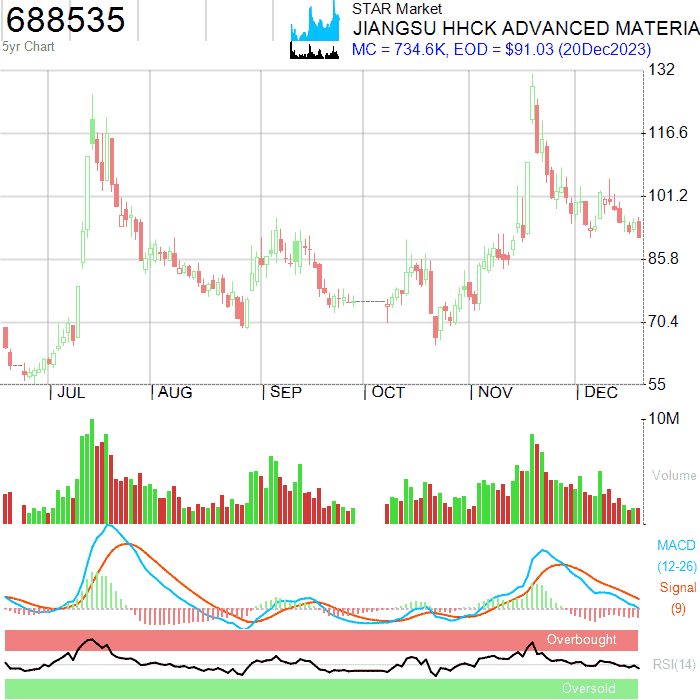 688535
5yr Chart
STAR Market
JIANGSU HHCK ADVANCED MATERIA
MC = 734.6K, EOD = $91.03 (20Dec2023)
132
116.6
101.2
85.8
70.4
55
JUL AUG SEP OCT NOV DEC
10M
Volume
MACD
(12-26)
Signal
(9)
Overbought
RSI(14)
Oversold